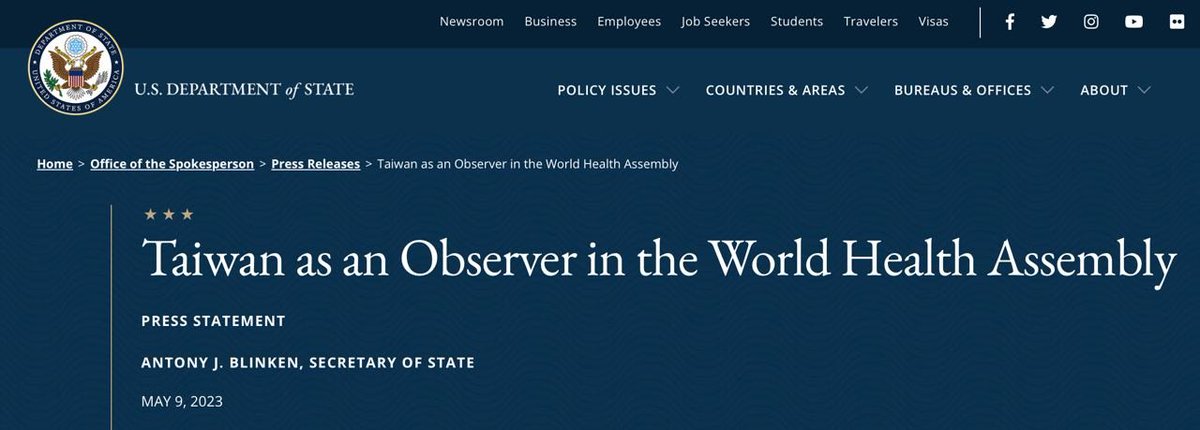 Newsroom Business Employees Job Seekers Students Travelers Visas
DEPARTMENT OF STATE
UNITED STATES OF AMERICA
U.S. DEPARTMENT of STATE
POLICY ISSUES COUNTRIES & AREAS BUREAUS & OFFICES ABOUT
Home > Office of the Spokesperson > Press Releases > Taiwan as an Observer in the World Health Assembly
Taiwan as an Observer in the World Health Assembly
PRESS STATEMENT
ANTONY J. BLINKEN, SECRETARY OF STATE
MAY 9, 2023